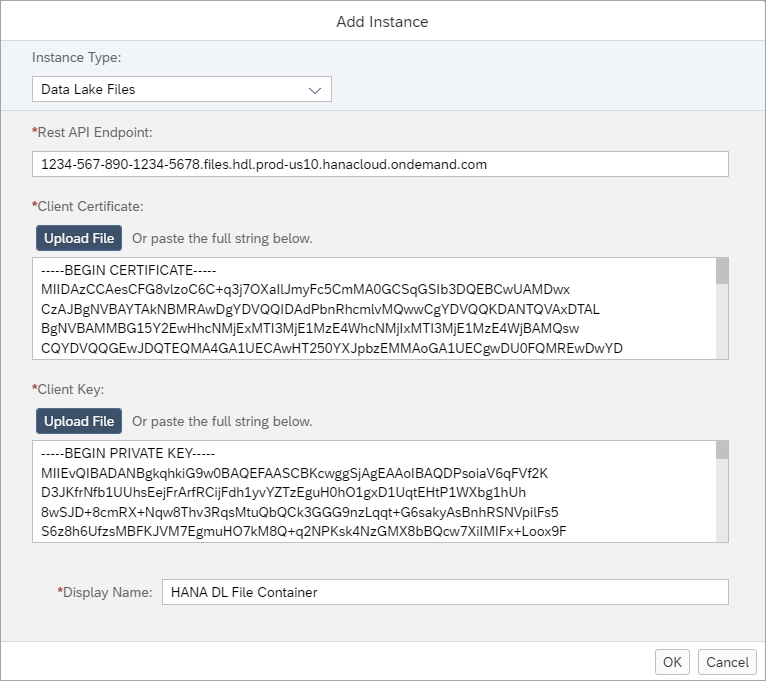 Add Instance
Instance Type:
Data Lake Files
*Rest API Endpoint:
1234-567-890-1234-5678.files.hdl.prod-us10.hanacloud.ondemand.com
*Client Certificate:
Upload File Or paste the full string below.
-----BEGIN CERTIFICATE-----
MIIDAzCCAesCFG8vlzoC6C+q3j7OXaIlJmyFc5CmMA0GCSqGSIb3DQEBCwUAMDwx
CzAJBgNVBAYTAkNBMRAwDgYDVQQIDAdPbnRhcmlvMQwwCgYDVQQKDANTQVAxDTAL
BgNVBAMMBG15Y2EwHhcNMjExMTI3MjE1MzE4WhcNMjIxMTI3MjE1MzE4WjBAMQsw
CQYDVQQGEwJDQTEQMA4GA1UECAwHT250YXJpbzEMMAoGA1UECgwDU0FQMREwDwYD
*Client Key:
Upload File Or paste the full string below.
-----BEGIN PRIVATE KEY-----
MIIEvQIBADANBgkqhkiG9w0BAQEFAASCBKcwggSjAgEAAoIBAQDPsoiaV6qFVf2K
D3JKfrNfb1UUhsEejFrArfRCijFdh1yvYZTzEguH0hO1gxD1UqtEHtP1WXbg1hUh
8wSJD+8cmRX+Nqw8Thv3RqsMtuQbQCk3GGG9nzLqqt+G6sakyAsBnhRSNVpilFs5
S6z8h6UfzsMBFKJVM7EgmuHO7kM8Q+q2NPKsk4NzGMX8bBQcw7XiIMIFx+Loox9F
*Display Name: HANA DL File Container
OK Cancel